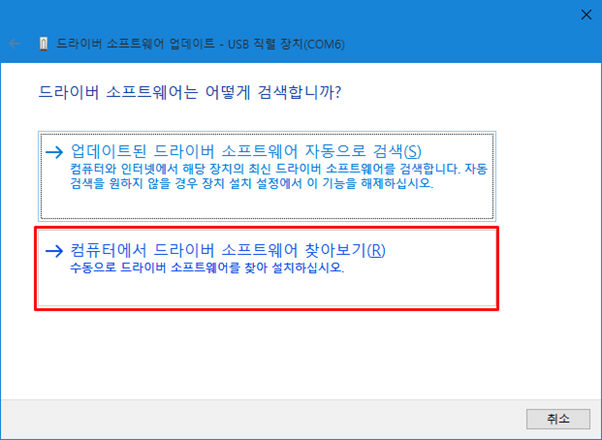 드라이버 소프트웨어 업데이트 - USB 직렬 장치(COM6)
드라이버 소프트웨어는 어떻게 검색합니까?
업데이트된 드라이버 소프트웨어 자동으로 검색(S)
컴퓨터와 인터넷에서 해당 장치의 최신 드라이버 소프트웨어를 검색합니다. 자동
검색을 원하지 않을 경우 장치 설치 설정에서 이 기능을 해제하십시오.
컴퓨터에서 드라이버 소프트웨어 찾아보기(R)
수동으로 드라이버 소프트웨어를 찾아 설치하십시오.
취소